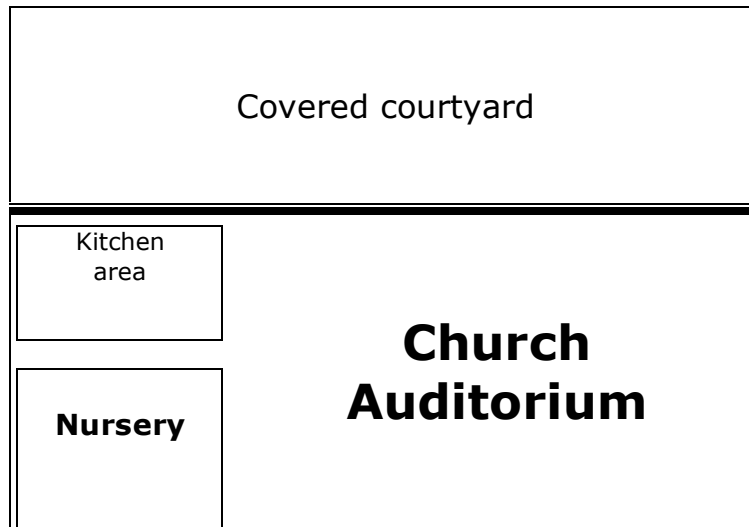 Covered courtyard
Kitchen
area
Church
Auditorium
Nursery